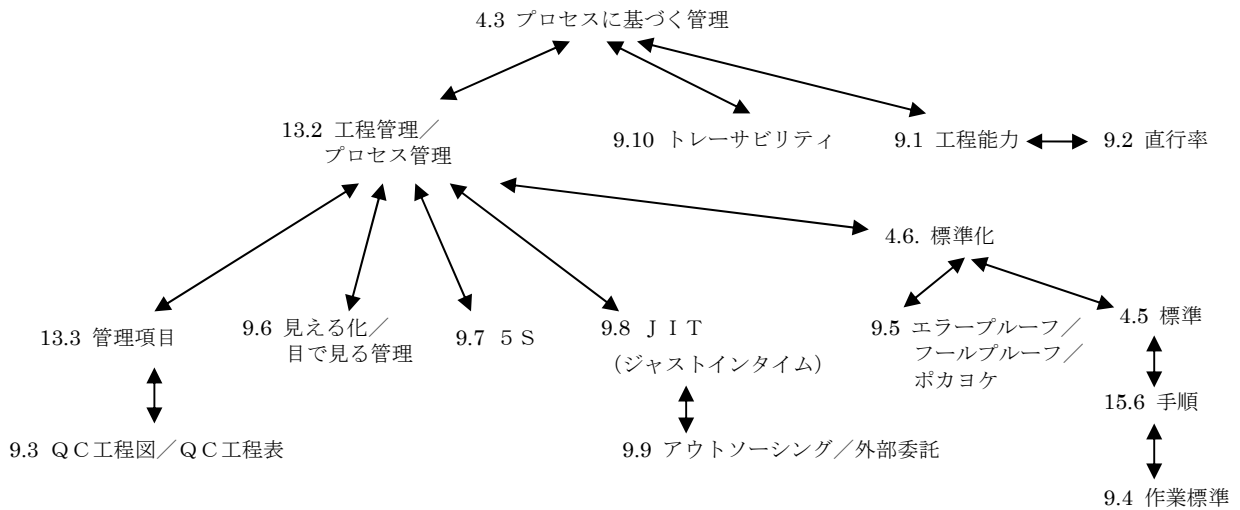 4.3 プロセスに基づく管理
13.2 工程管理／
プロセス管理
9.10 トレーサビリティ
9.1 工程能力
9.2 直行率
4.6. 標準化
13.3 管理項目
9.6 見える化／
目で見る管理
9.7 ５Ｓ
9.8 ＪＩＴ
（ジャストインタイム）
9.5 エラープルーフ／
フールプルーフ／
ポカヨケ
4.5 標準
15.6 手順
9.3 ＱＣ工程図／ＱＣ工程表
9.9 アウトソーシング／外部委託
9.4 作業標準